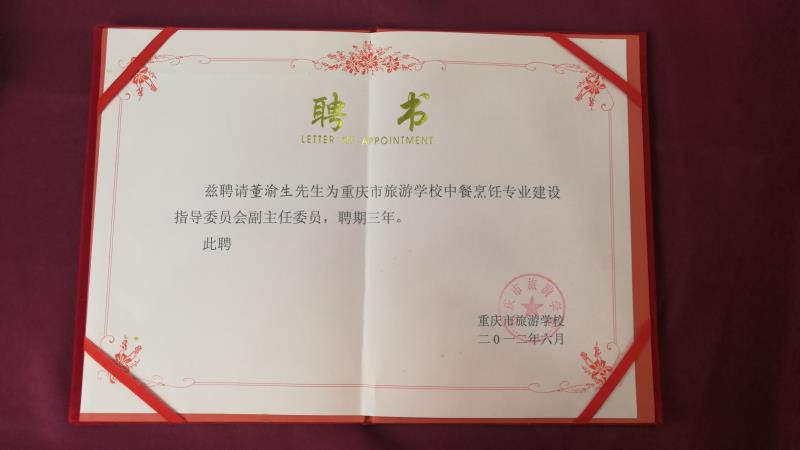 聘书
LETTER OF APPOINTMENT
兹聘请董渝生先生为重庆市旅游学校中餐烹饪专业建设
指导委员会副主任委员，聘期三年。
此聘
重庆市旅游学校
二0一二年六月